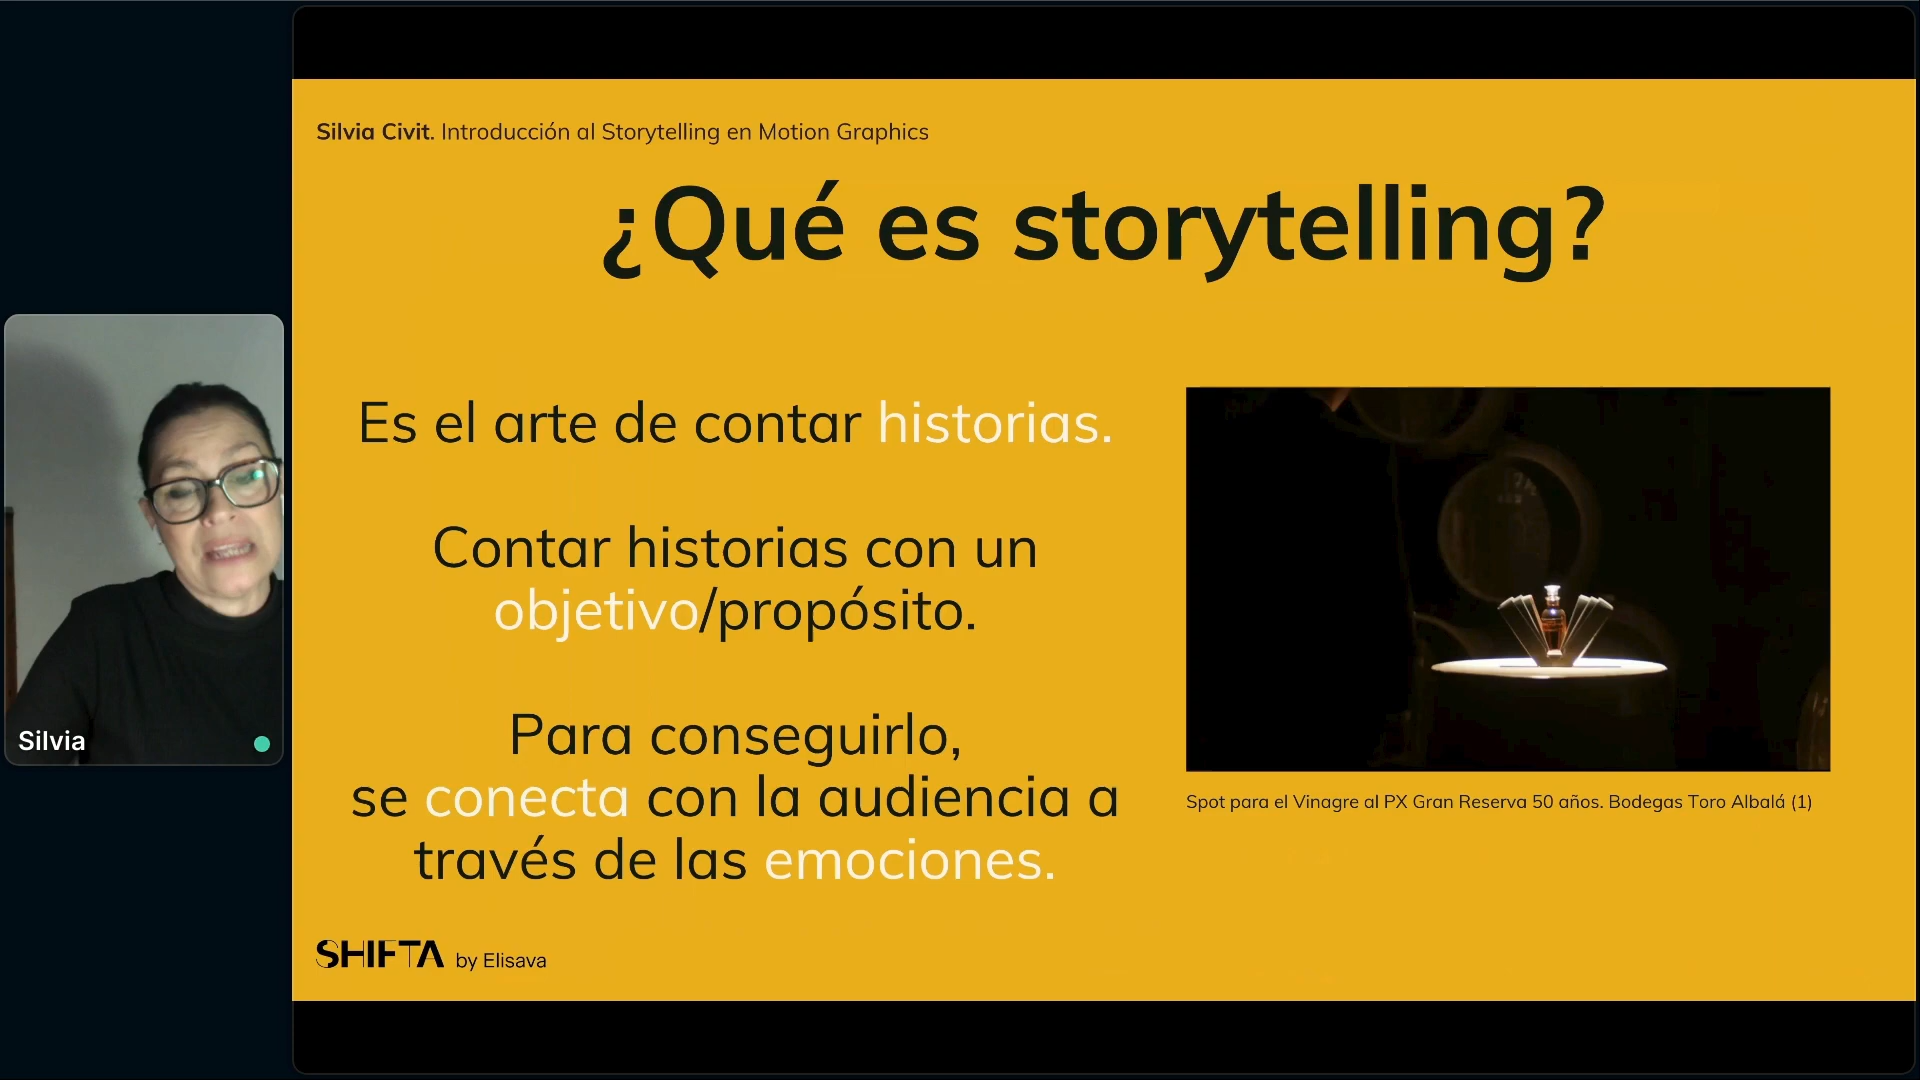 Silvia Civit. Introducción al Storytelling en Motion Graphics
¿Qué es storytelling?
Es el arte de contar historias.
Contar historias con un
objetivo/propósito.
Para conseguirlo,
se conecta con la audiencia a
través de las emociones.
Spot para el Vinagre al PX Gran Reserva 50 años. Bodegas Toro Albalá (1)
SHIFTA by Elisava
Silvia